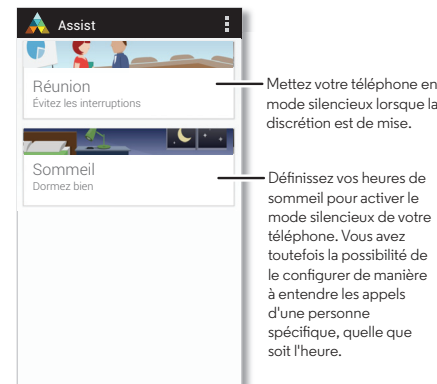 Assist
Réunion
Évitez les interruptions
Mettez votre téléphone en
mode silencieux lorsque la
discrétion est de mise.
Sommeil
Dormez bien
Définissez vos heures de
sommeil pour activer le
mode silencieux de votre
téléphone. Vous avez
toutefois la possibilité de
le configurer de manière
à entendre les appels
d'une personne
spécifique, quelle que
soit l'heure.